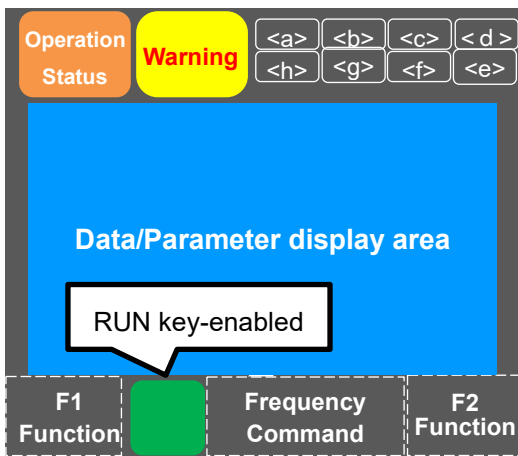 Operation
Status
Warning
<a> <b> <c> < d >
<h> <g> <f> <e>
Data/Parameter display area
RUN key-enabled
F1
Function
Frequency
Command
F2
Function